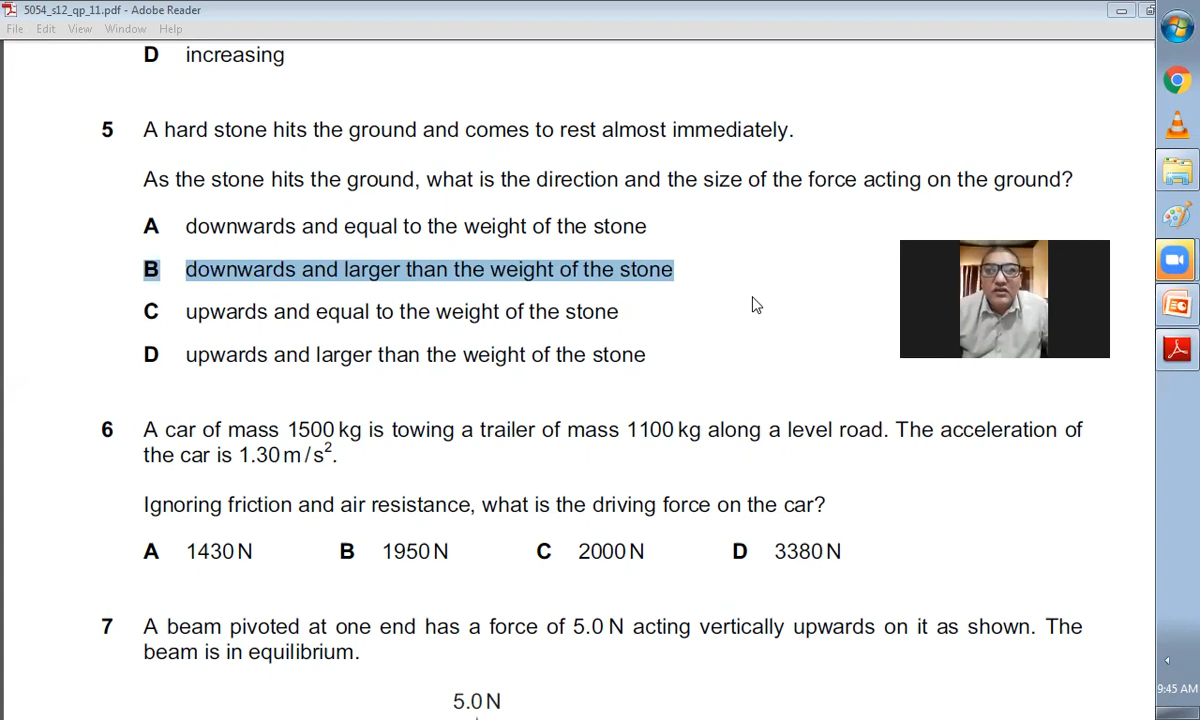 5054_s12_qp_11.pdf - Adobe Reader
File Edit View Window Help
D increasing
5 A hard stone hits the ground and comes to rest almost immediately.
As the stone hits the ground, what is the direction and the size of the force acting on the ground?
A downwards and equal to the weight of the stone
B downwards and larger than the weight of the stone
C upwards and equal to the weight of the stone
D upwards and larger than the weight of the stone
6 A car of mass 1500 kg is towing a trailer of mass 1100 kg along a level road. The acceleration of
the car is 1.30 m / s².
Ignoring friction and air resistance, what is the driving force on the car?
A 1430 N B 1950 N C 2000 N D 3380 N
7 A beam pivoted at one end has a force of 5.0 N acting vertically upwards on it as shown. The
beam is in equilibrium.
5.0 N
9:45 AM